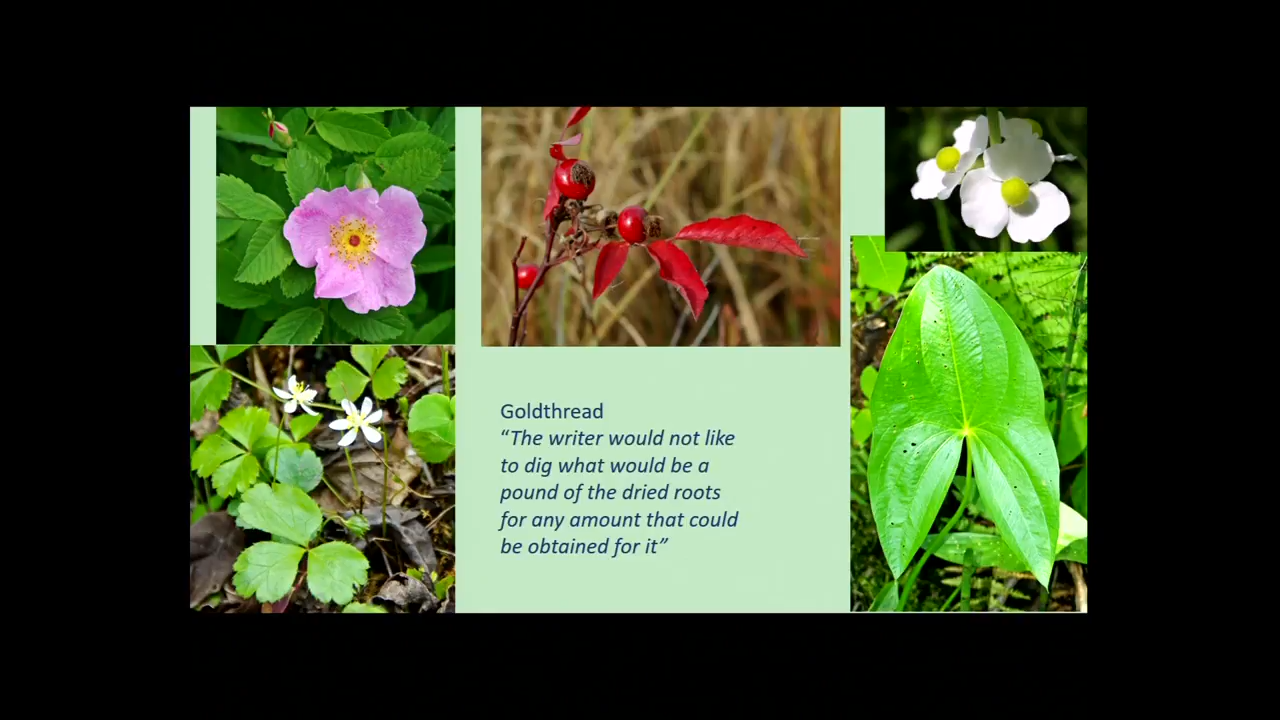 Goldthread
“The writer would not like
to dig what would be a
pound of the dried roots
for any amount that could
be obtained for it”